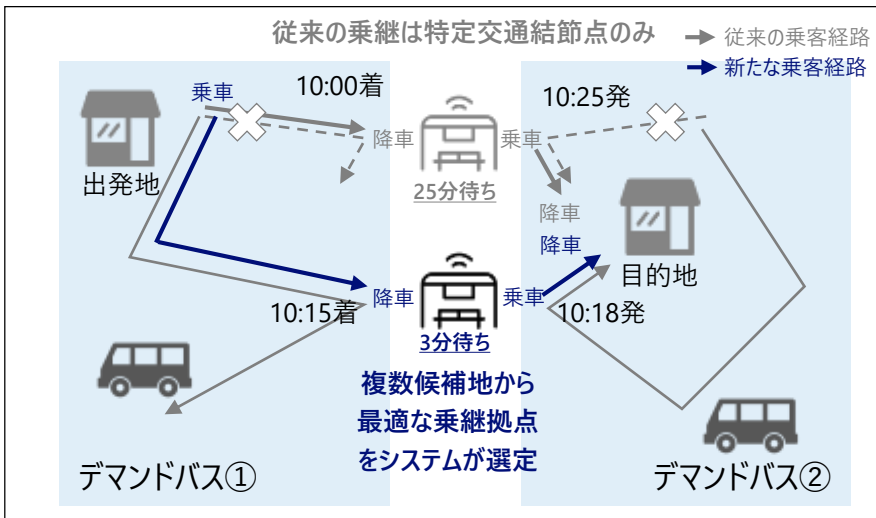 従来の乗継は特定交通結節点のみ
従来の乗客経路
新たな乗客経路
乗車
10:00着
10:25発
降車
乗車
出発地
25分待ち
降車
降車
目的地
10:15着
降車
乗車
10:18発
3分待ち
複数候補地から
最適な乗継拠点
をシステムが選定
デマンドバス①
デマンドバス②